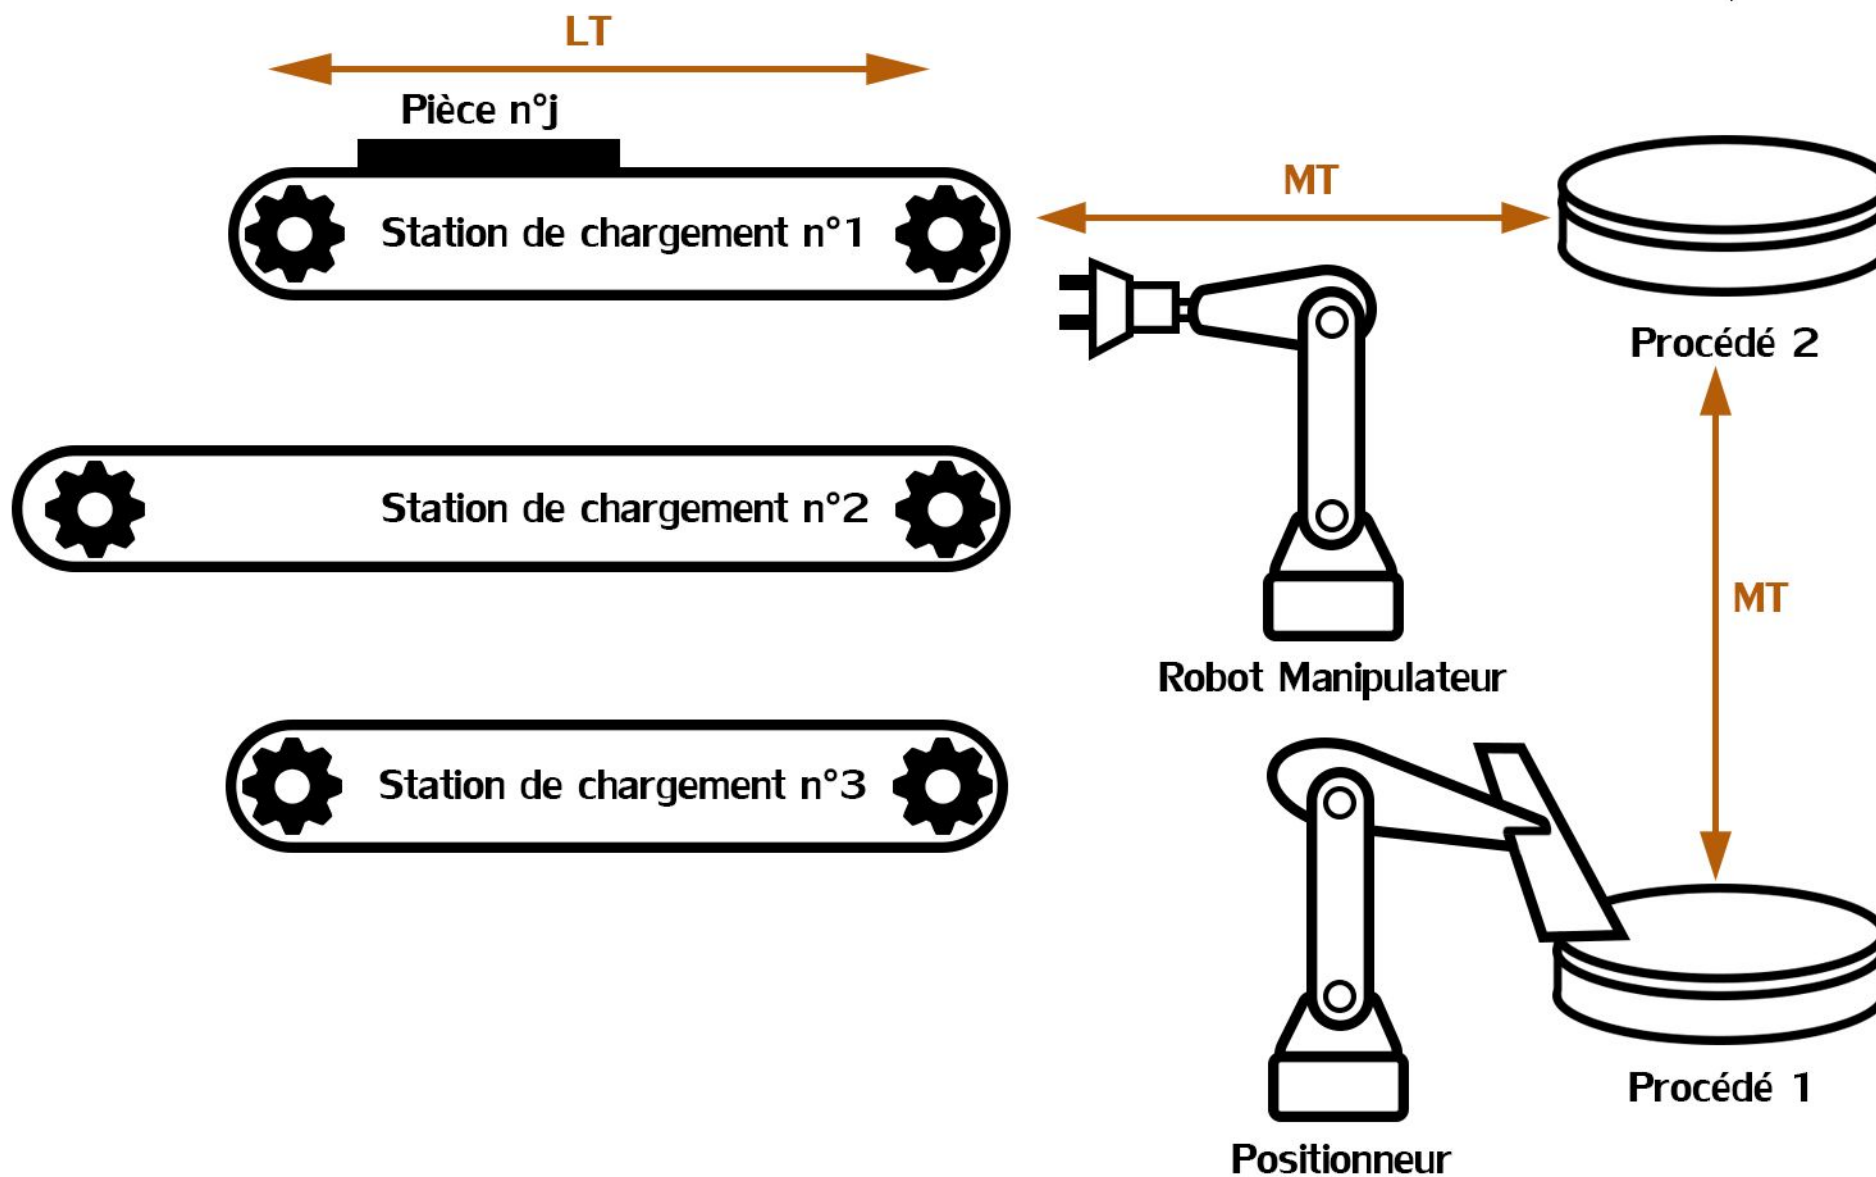 LT
Pièce n°j
Station de chargement n°1
MT
Procédé 2
Station de chargement n°2
MT
Robot Manipulateur
Station de chargement n°3
Procédé 1
Positionneur